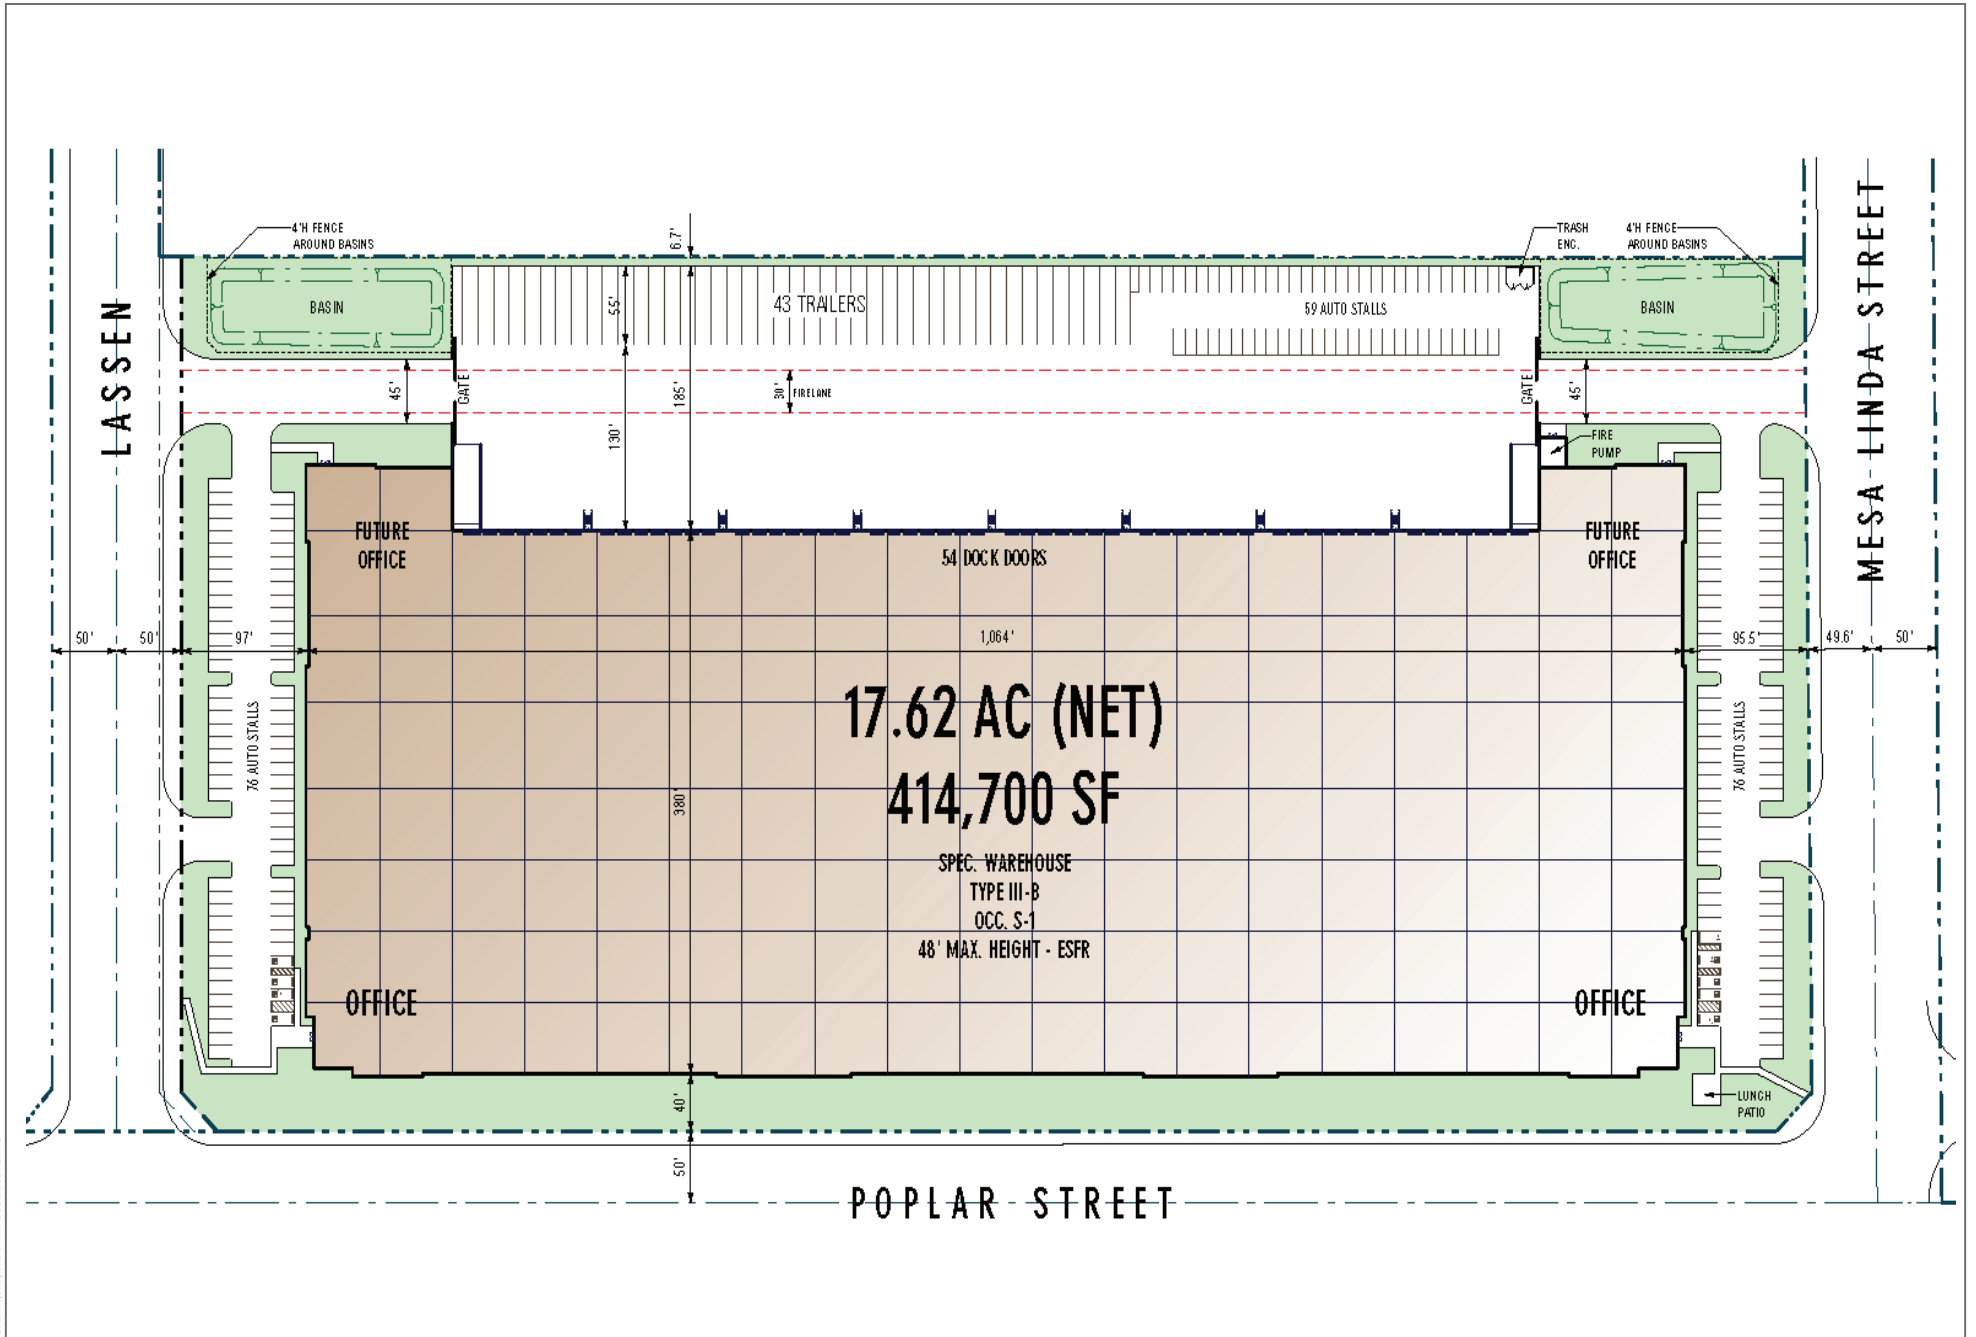 4'H FENCE
AROUND BASINS
6.7'
TRASH
ENC.
4'H FENCE
AROUND BASINS
BASIN
55'
43 TRAILERS
59 AUTO STALLS
BASIN
LASSEN
MESA LINDA STREET
45'
GATE
130'
185'
30'
FIRELANE
GATE
45'
FIRE
PUMP
FUTURE
OFFICE
54 DOCK DOORS
FUTURE
OFFICE
50'
50'
97'
1,064'
95.5'
49.6'
50'
76 AUTO STALLS
17.62 AC (NET)
414,700 SF
380'
76 AUTO STALLS
SPEC. WAREHOUSE
TYPE III-B
OCC. S-1
48' MAX. HEIGHT - ESFR
OFFICE
OFFICE
40'
LUNCH
PATIO
50'
POPLAR STREET